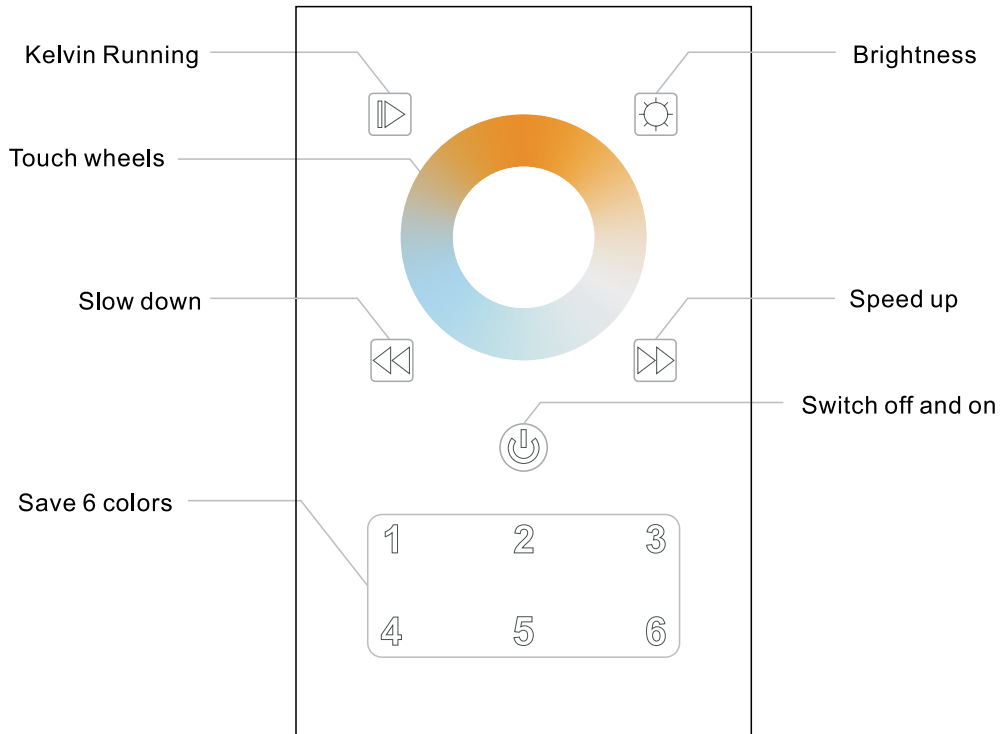 Kelvin Running
Brightness
Touch wheels
Slow down
Speed up
Switch off and on
Save 6 colors
1 2 3
4 5 6